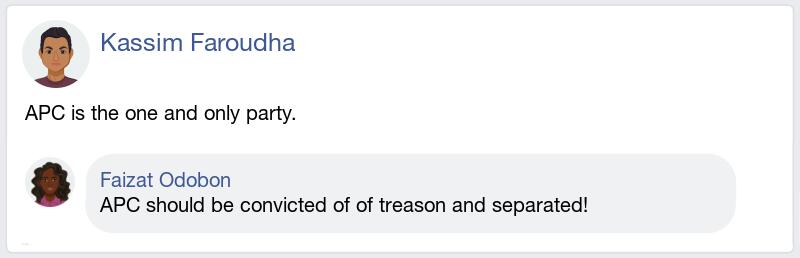 Kassim Faroudha
APC is the one and only party.
Faizat Odobon
APC should be convicted of of treason and separated!